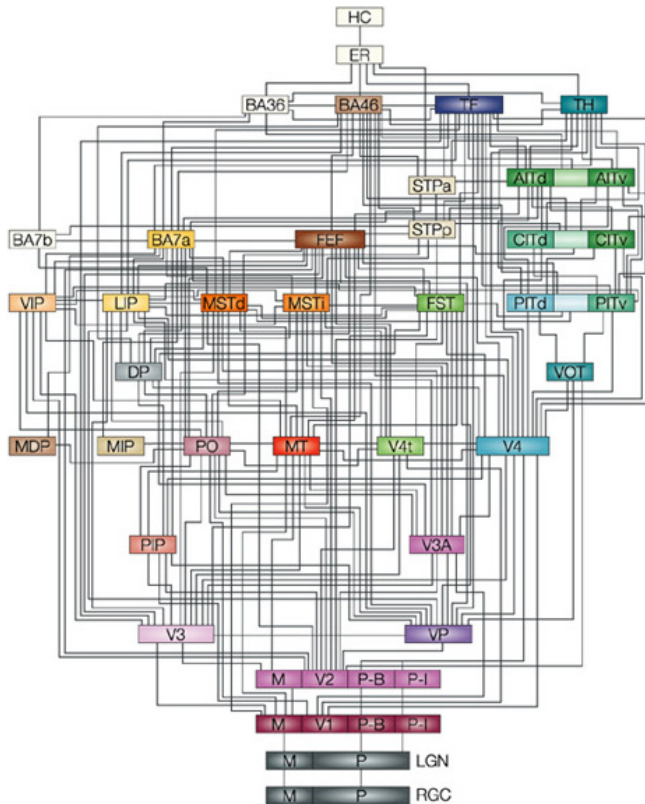 HC
ER
BA36 BA46 TF TH
STPa AITd AITv
STPp
BA7b BA7a FEF CITd CITv
VIP LIP MSTd MSTi FST PITd PITv
DP VOT
MDP MIP PO MT V4t V4
PIP V3A
V3 VP
M V2 P-B P-I
M V1 P-B P-I
M P LGN
M P RGC